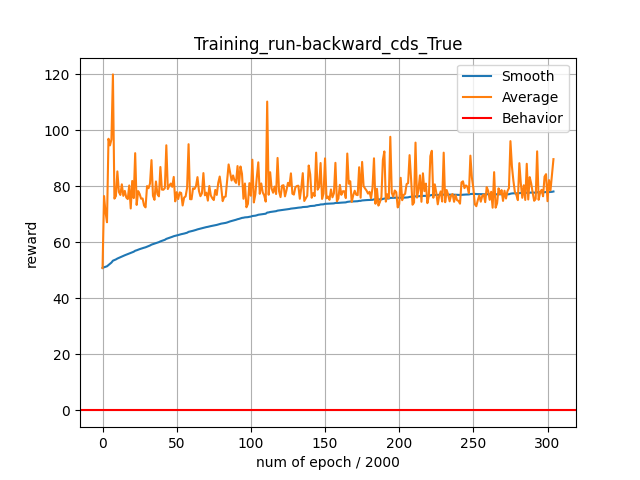 Training_run-backward_cds_True
Smooth
Average
Behavior
120
100
80
60
40
20
0
reward
0 50 100 150 200 250 300
num of epoch / 2000